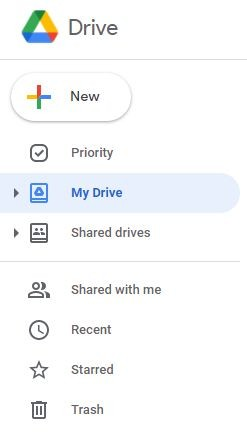 Drive
New
Priority
My Drive
Shared drives
Shared with me
Recent
Starred
Trash